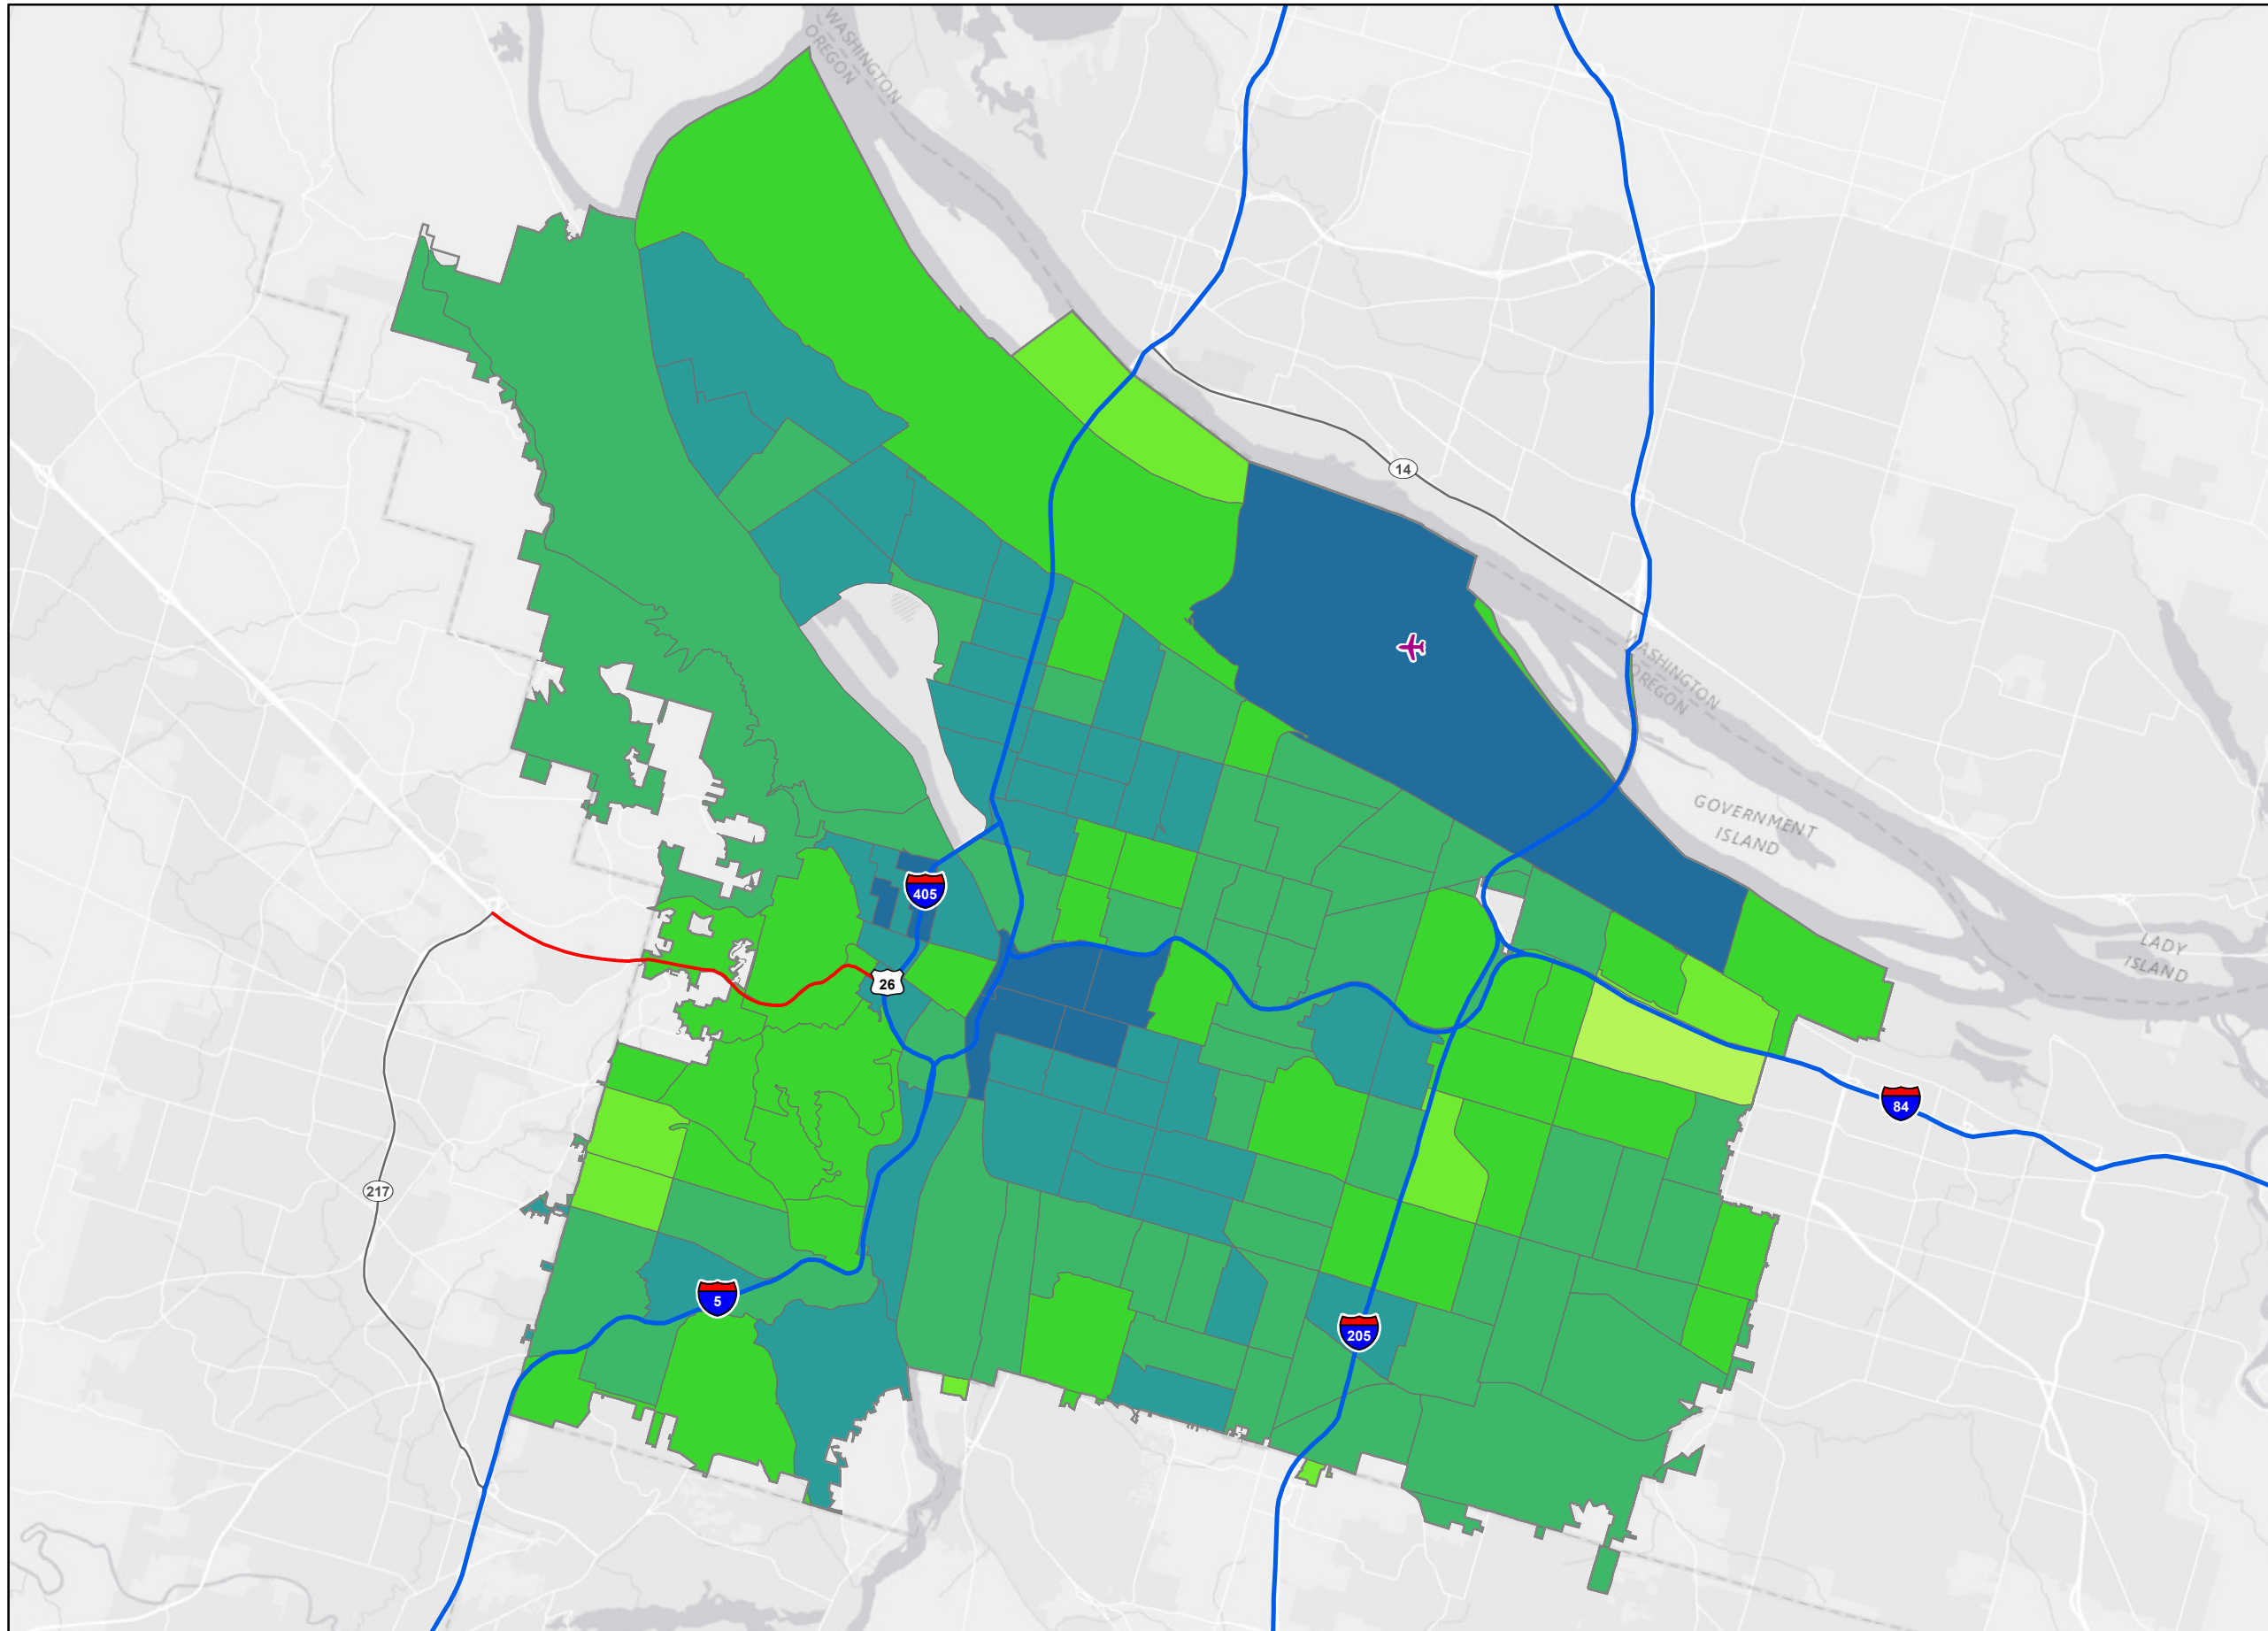 WASHINGTON
OREGON
14
WASHINGTON
OREGON
GOVERNMENT
ISLAND
405
LADY
ISLAND
26
84
217
5
205